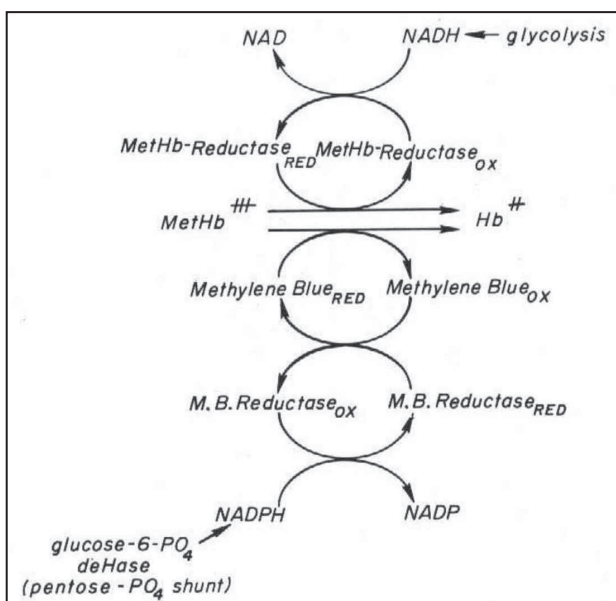 NAD NADH glycolysis
MetHb-Reductase RED MetHb-Reductase OX
MetHb +++ Hb ++
Methylene Blue RED Methylene Blue OX
M.B. Reductase OX M.B. Reductase RED
NADPH NADP
glucose-6-PO4
deHase
(pentose-PO4 shunt)